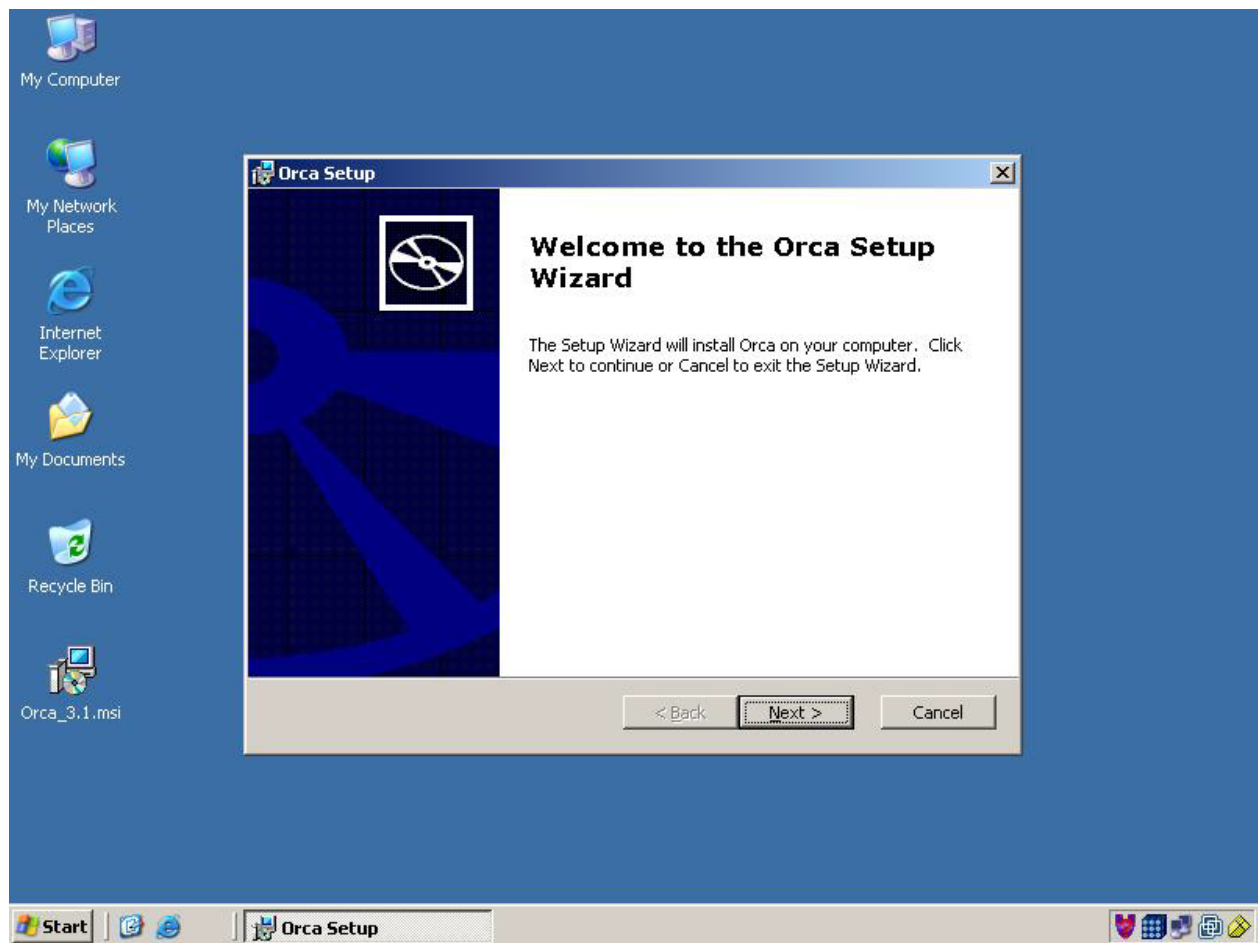 My Computer
My Network
Places
Internet
Explorer
My Documents
Recycle Bin
Orca_3.1.msi
Orca Setup
Welcome to the Orca Setup
Wizard
The Setup Wizard will install Orca on your computer.  Click
Next to continue or Cancel to exit the Setup Wizard.
< Back
Next >
Cancel
Start
Orca Setup